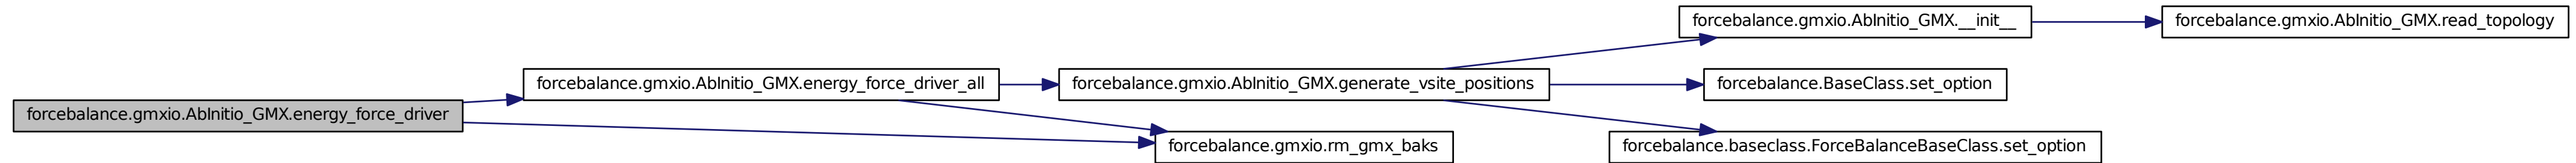 forcebalance.gmxio.AbInitio_GMX.__init__
forcebalance.gmxio.AbInitio_GMX.read_topology
forcebalance.gmxio.AbInitio_GMX.energy_force_driver_all
forcebalance.gmxio.AbInitio_GMX.generate_vsite_positions
forcebalance.BaseClass.set_option
forcebalance.gmxio.AbInitio_GMX.energy_force_driver
forcebalance.gmxio.rm_gmx_baks
forcebalance.baseclass.ForceBalanceBaseClass.set_option